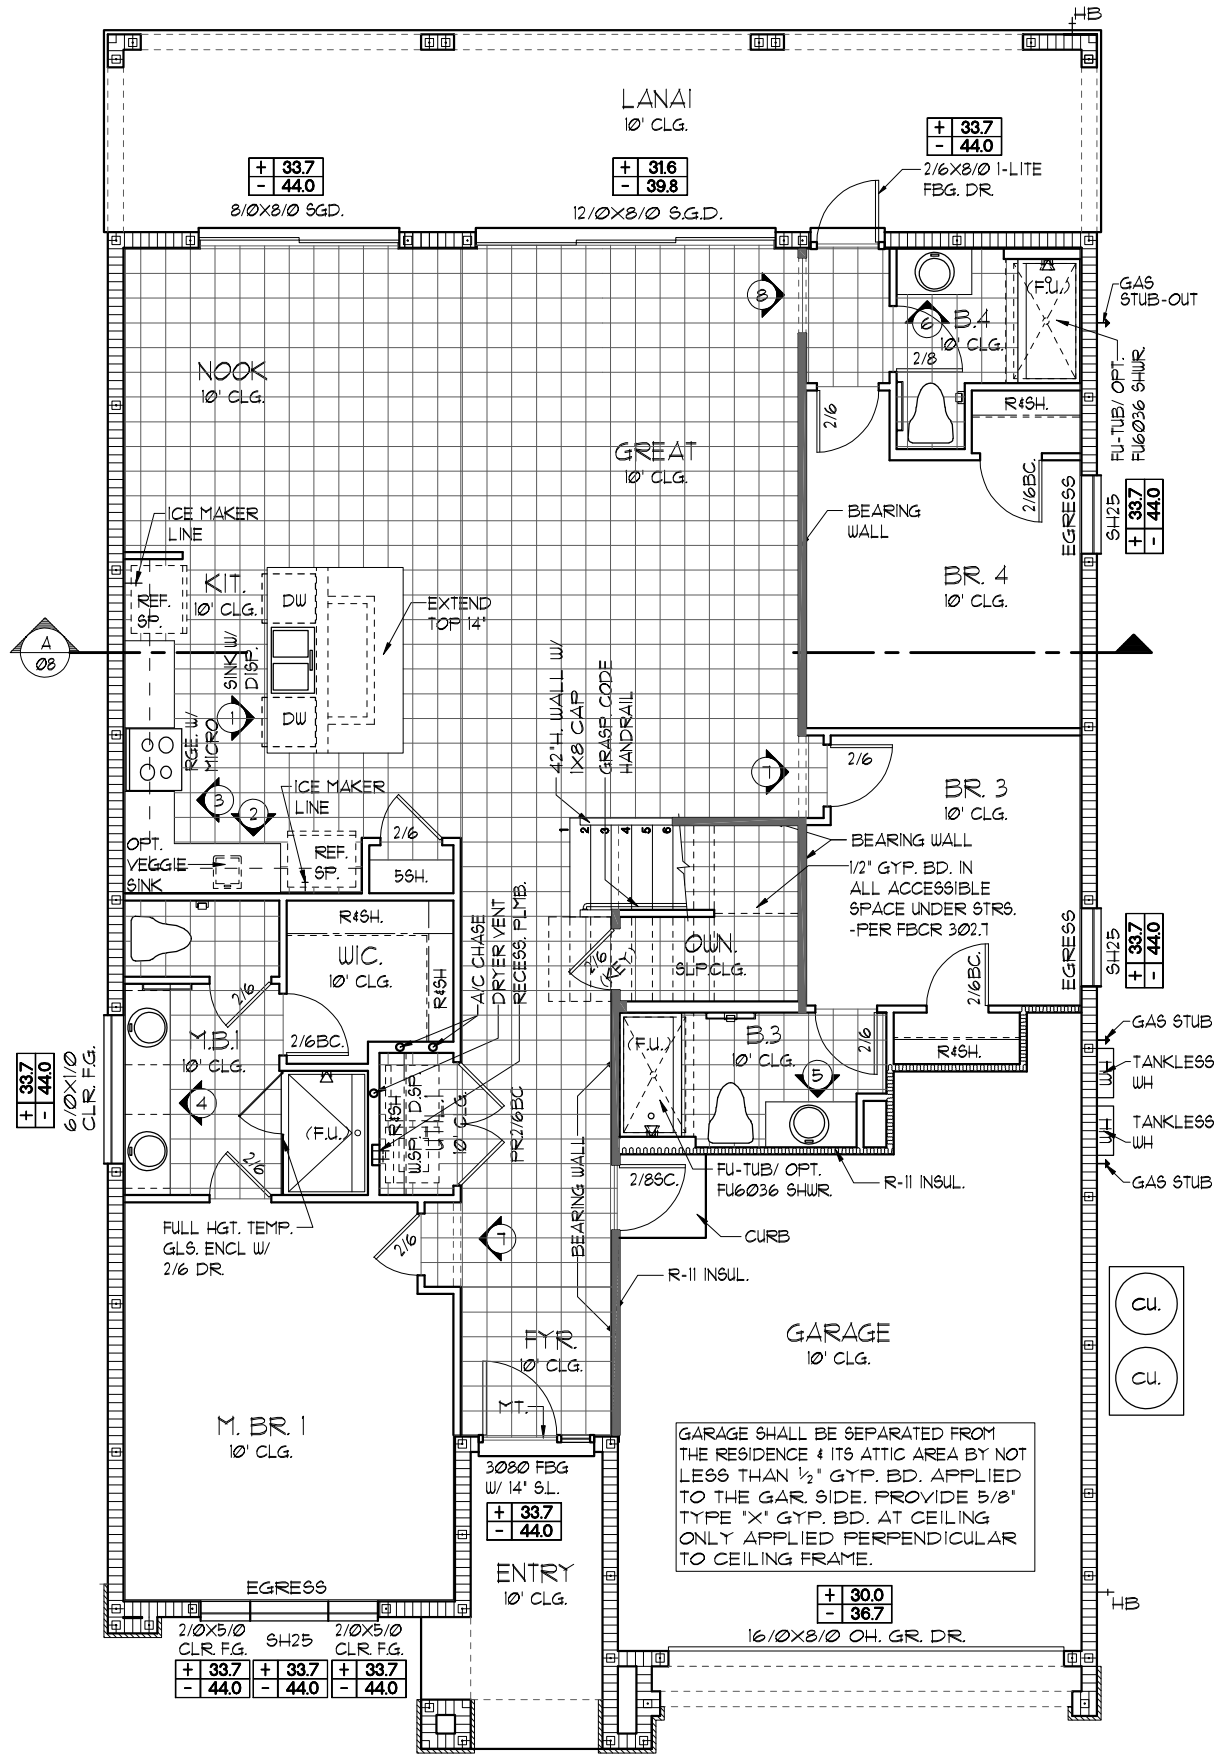 HB
LANAI
10' CLG.
+ 33.7
- 44.0
8/0X8/0 SGD.
+ 31.6
- 39.8
12/0X8/0 S.G.D.
+ 33.7
- 44.0
2/6X8/0 1-LITE
FBG. DR.
8
6
B.4
10' CLG.
2/8
(F.U.)
GAS
STUB-OUT
FU-TUB/ OPT.
FU6036 SHWR.
NOOK
10' CLG.
GREAT
10' CLG.
2/6
R&SH.
2/6BC.
EGRESS
SH25
+ 33.7
- 44.0
BEARING
WALL
BR. 4
10' CLG.
ICE MAKER
LINE
REF.
SP.
KIT.
10' CLG.
DW
SINK W/
DISP.
DW
EXTEND
TOP 14"
A
08
1
RGE. W/
MICRO
3
2
ICE MAKER
LINE
OPT.
VEGGIE
SINK
REF.
SP.
2/6
5SH.
42"H. WALL W/
1X8 CAP
GRASP CODE
HANDRAIL
1
2
3
4
5
6
7
2/6
BR. 3
10' CLG.
BEARING WALL
1/2" GYP. BD. IN
ALL ACCESSIBLE
SPACE UNDER STRS.
-PER FBCR 302.7
EGRESS
SH25
+ 33.7
- 44.0
2/6BC.
R&SH.
WIC.
10' CLG.
R&SH.
R&SH
2/6BC.
A/C CHASE
DRYER VENT
RECESS. PLMB.
2/6
(KEY)
OWN.
SLP.CLG.
2/6
M.B.1
10' CLG.
4
(F.U.)
2/6
+ 33.7
- 44.0
6/0X1/0
CLR. F.G.
R&SH
WSP. D.SP
UTIL.
10' CLG.
PR.2/6BC
BEARING WALL
(F.U.)
B.3
10' CLG.
5
2/6
GAS STUB
WH
TANKLESS
WH
WH
TANKLESS
WH
GAS STUB
R-11 INSUL.
FU-TUB/ OPT.
FU6036 SHWR.
2/8SC.
CURB
R-11 INSUL.
FULL HGT. TEMP.
GLS. ENCL W/
2/6 DR.
2/6
7
FYR.
10' CLG.
MT.
GARAGE
10' CLG.
CU.
CU.
M. BR. 1
10' CLG.
GARAGE SHALL BE SEPARATED FROM
THE RESIDENCE & ITS ATTIC AREA BY NOT
LESS THAN 1/2" GYP. BD. APPLIED
TO THE GAR. SIDE. PROVIDE 5/8"
TYPE "X" GYP. BD. AT CEILING
ONLY APPLIED PERPENDICULAR
TO CEILING FRAME.
3080 FBG
W/ 14" S.L.
+ 33.7
- 44.0
ENTRY
10' CLG.
+ 30.0
- 36.7
16/0X8/0 OH. GR. DR.
HB
EGRESS
2/0X5/0
CLR. F.G.
+ 33.7
- 44.0
SH25
+ 33.7
- 44.0
2/0X5/0
CLR. F.G.
+ 33.7
- 44.0